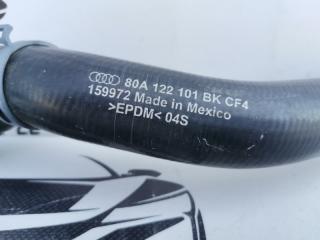 80A 122 101 BK CF4
159972 Made in Mexico
>EPDM< 04S